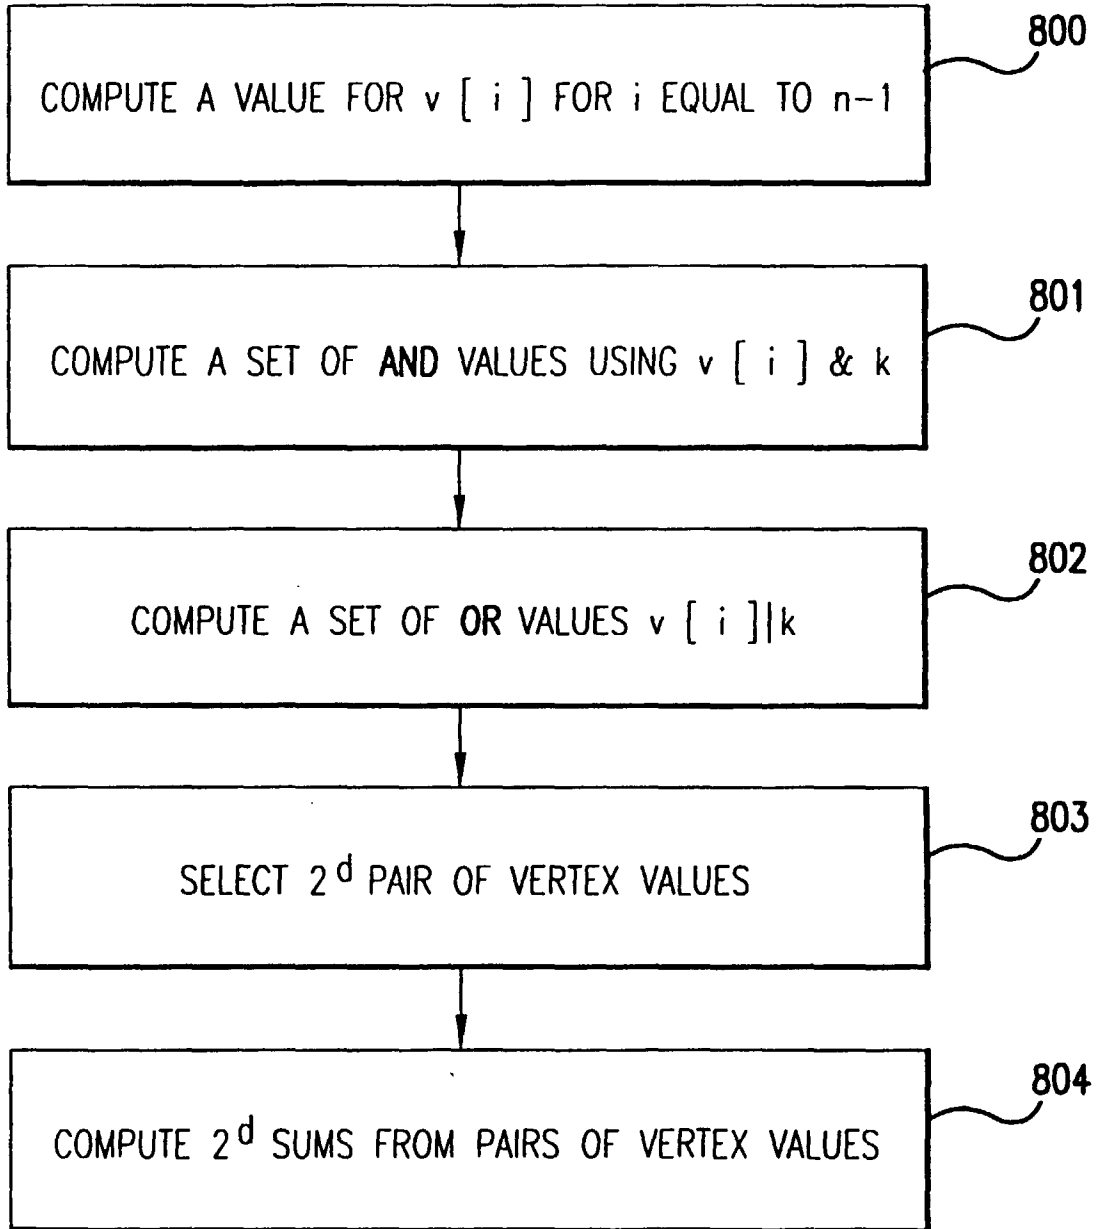 800
COMPUTE A VALUE FOR v [ i ] FOR i EQUAL TO n-1
801
COMPUTE A SET OF AND VALUES USING v [ i ] & k
802
COMPUTE A SET OF OR VALUES v [ i ]|k
803
SELECT 2^d PAIR OF VERTEX VALUES
804
COMPUTE 2^d SUMS FROM PAIRS OF VERTEX VALUES